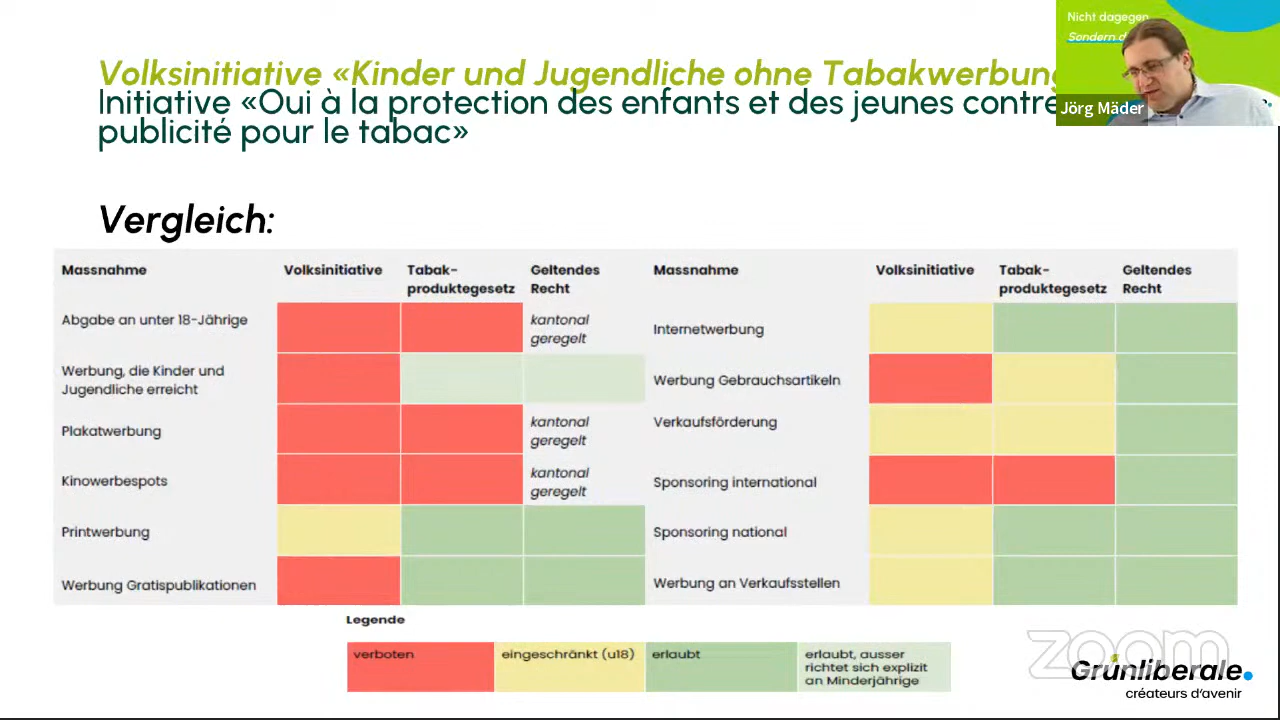 Nicht dagegen
Sondern d
Jörg Mäder
Volksinitiative «Kinder und Jugendliche ohne Tabakwerbung
Initiative «Oui à la protection des enfants et des jeunes contre
publicité pour le tabac»
Vergleich:
Massnahme Volksinitiative Tabak- Geltendes Massnahme Volksinitiative Tabak- Geltendes
produktegesetz Recht produktegesetz Recht
Abgabe an unter 18-Jährige kantonal Internetwerbung
geregelt
Werbung, die Kinder und Werbung Gebrauchsartikeln
Jugendliche erreicht
Plakatwerbung kantonal Verkaufsförderung
geregelt
Kinowerbespots kantonal Sponsoring international
geregelt
Printwerbung Sponsoring national
Werbung Gratispublikationen Werbung an Verkaufsstellen
Legende
verboten eingeschränkt (u18) erlaubt erlaubt, ausser
richtet sich explizit
an Minderjährige
zoom
Grünliberale.
créateurs d'avenir